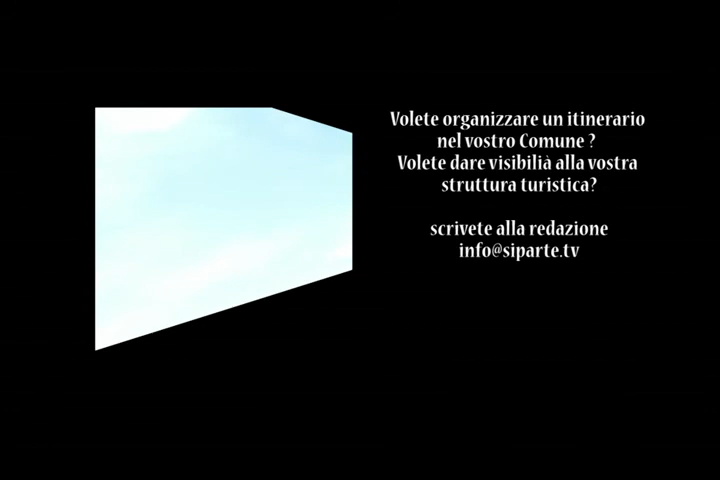 Volete organizzare un itinerario
nel vostro Comune ?
Volete dare visibilià alla vostra
struttura turistica?
scrivete alla redazione
info@siparte.tv